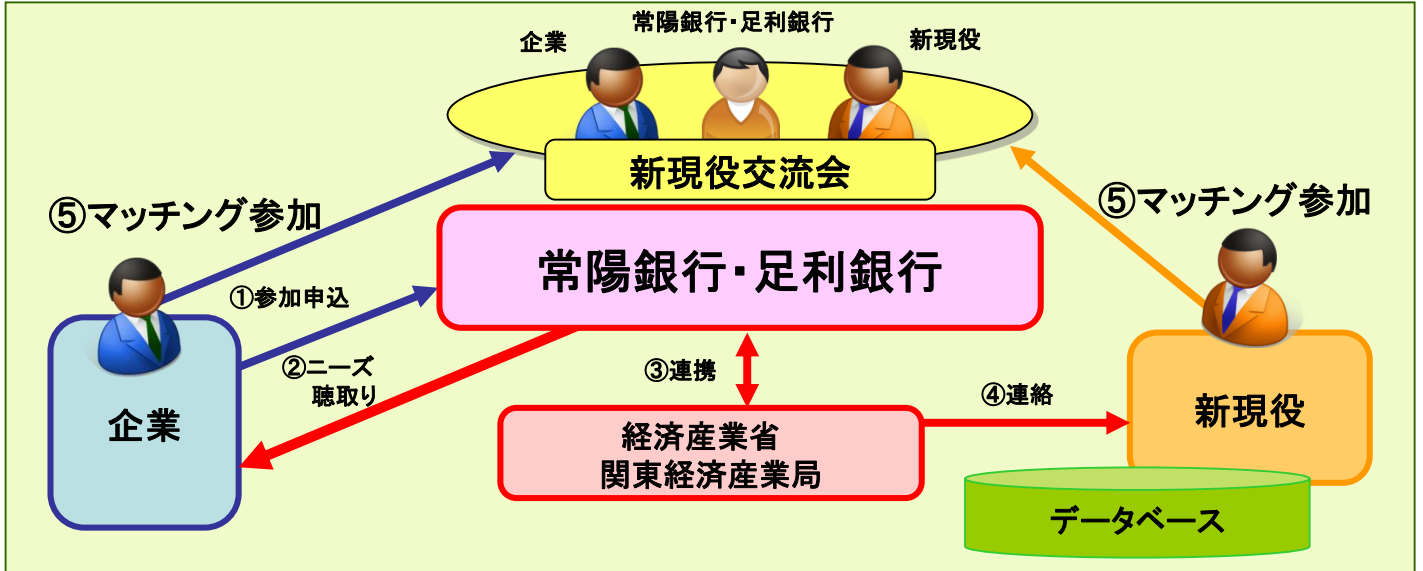 常陽銀行・足利銀行
企業
新現役
新現役交流会
⑤マッチング参加
⑤マッチング参加
常陽銀行・足利銀行
①参加申込
②ニーズ
聴取り
③連携
④連絡
企業
経済産業省
関東経済産業局
新現役
データベース